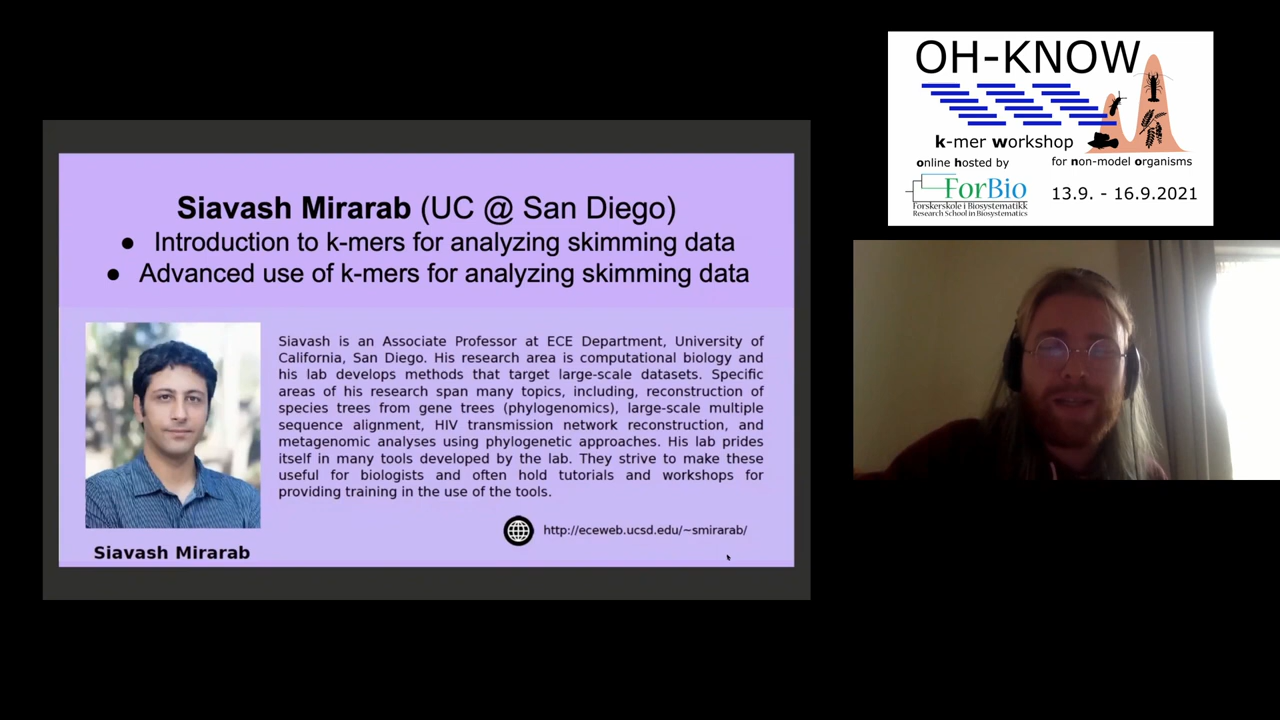 Siavash Mirarab (UC @ San Diego)
● Introduction to k-mers for analyzing skimming data
● Advanced use of k-mers for analyzing skimming data
Siavash is an Associate Professor at ECE Department, University of
California, San Diego. His research area is computational biology and
his lab develops methods that target large-scale datasets. Specific
areas of his research span many topics, including, reconstruction of
species trees from gene trees (phylogenomics), large-scale multiple
sequence alignment, HIV transmission network reconstruction, and
metagenomic analyses using phylogenetic approaches. His lab prides
itself in many tools developed by the lab. They strive to make these
useful for biologists and often hold tutorials and workshops for
providing training in the use of the tools.
http://eceweb.ucsd.edu/~smirarab/
Siavash Mirarab
OH-KNOW
k-mer workshop
online hosted by
for non-model organisms
ForBio
Forskerskole i Biosystematikk
Research School in Biosystematics
13.9. - 16.9.2021